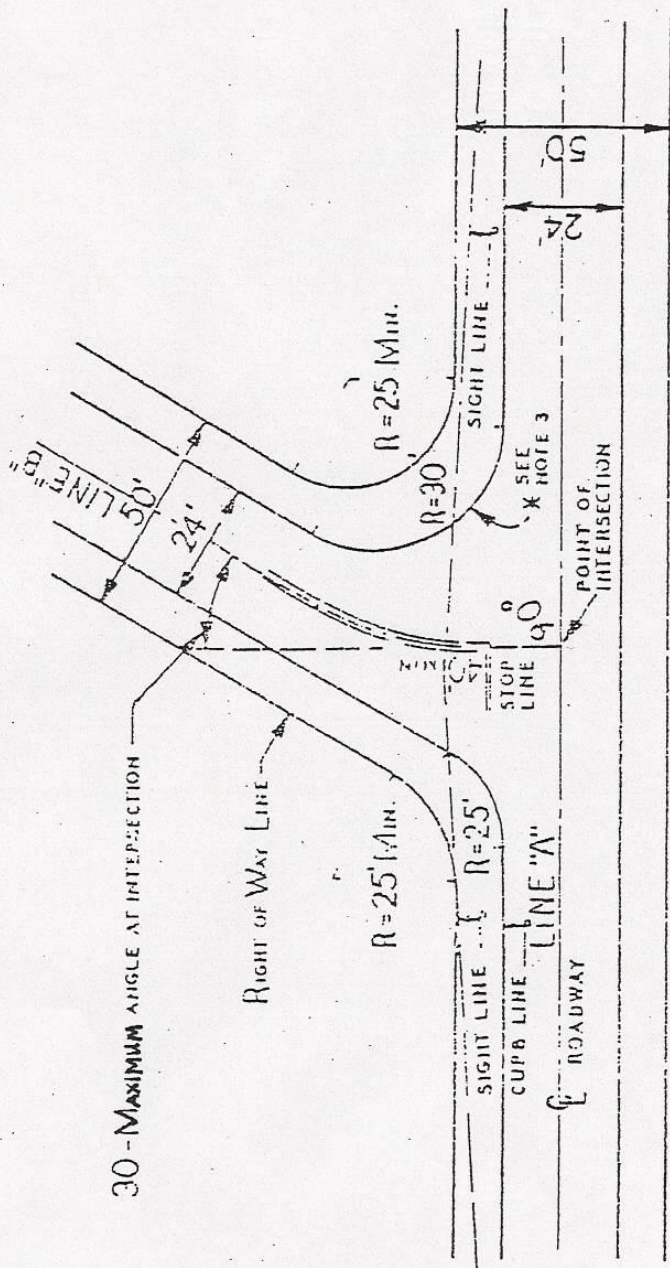 30 - MAXIMUM ANGLE AT INTERSECTION
LINE "B"
50'
24'
RIGHT OF WAY LINE
R=25' MIN.
R=25 MIN.
R=30
R=25'
SIGHT LINE
SIGHT LINE
* SEE
NOTE 3
STOP
LINE
90°
POINT OF
INTERSECTION
CURB LINE
LINE "A"
℄ ROADWAY
24'
50'